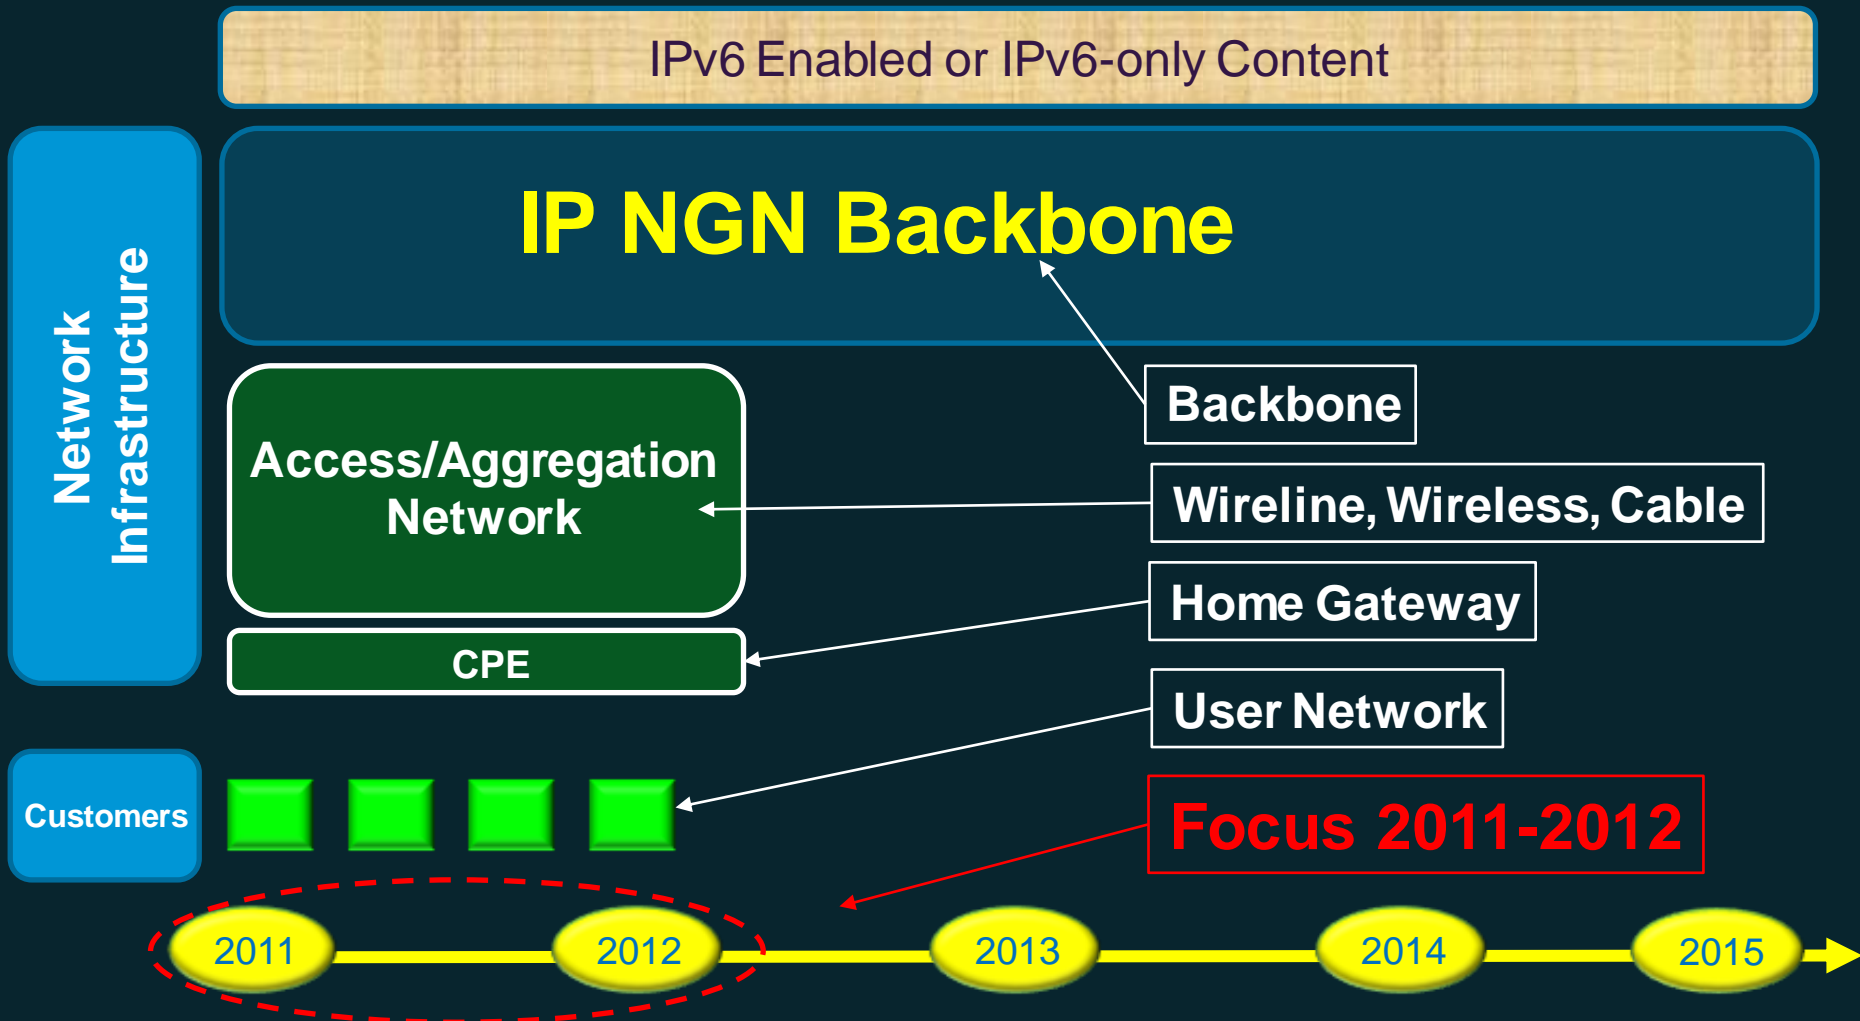 IPv6 Enabled or IPv6-only Content
Network
Infrastructure
IP NGN Backbone
Access/Aggregation
Network
CPE
Backbone
Wireline, Wireless, Cable
Home Gateway
User Network
Customers
Focus 2011-2012
2011
2012
2013
2014
2015